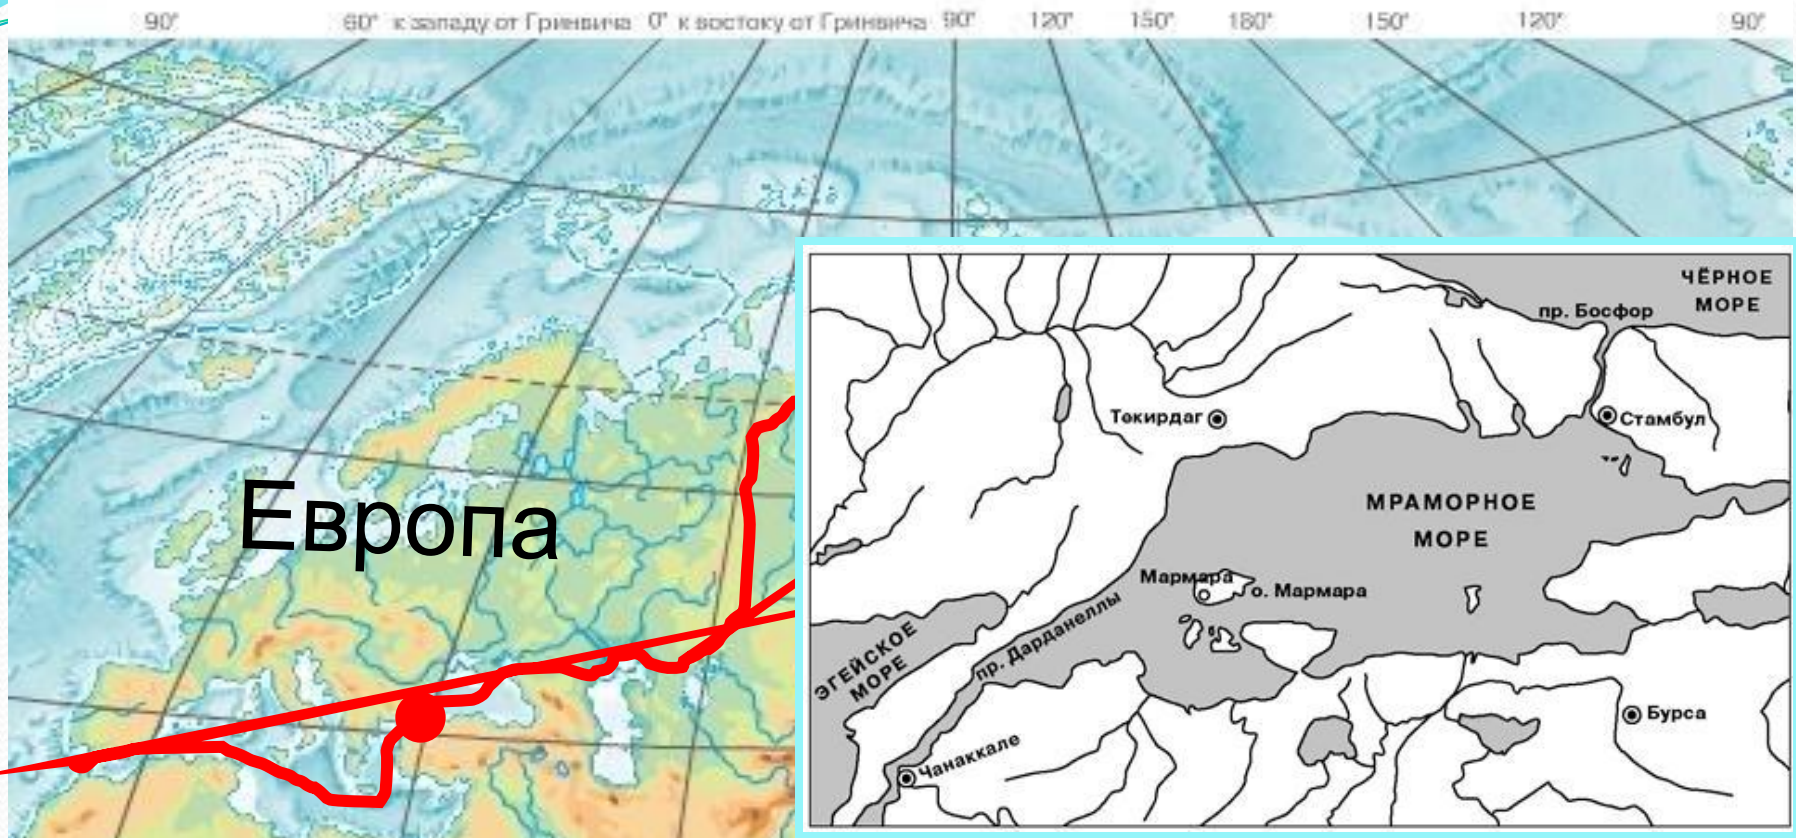 90° 60° к западу от Гринвича 0° к востоку от Гринвича 90° 120° 150° 180° 150° 120° 90°
Европа
ЧЁРНОЕ
МОРЕ
пр. Босфор
Текирдаг
Стамбул
МРАМОРНОЕ
МОРЕ
Мармара
о. Мармара
пр. Дарданеллы
ЭГЕЙСКОЕ
МОРЕ
Бурса
Чанаккале